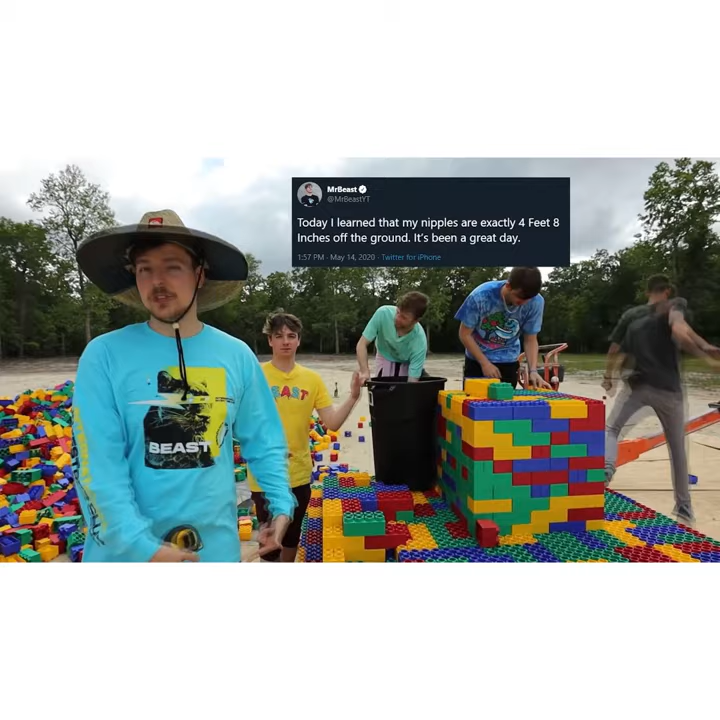 MrBeast
@MrBeastYT
Today I learned that my nipples are exactly 4 Feet 8
Inches off the ground. It's been a great day.
1:57 PM · May 14, 2020 · Twitter for iPhone
BEAST
BEAST